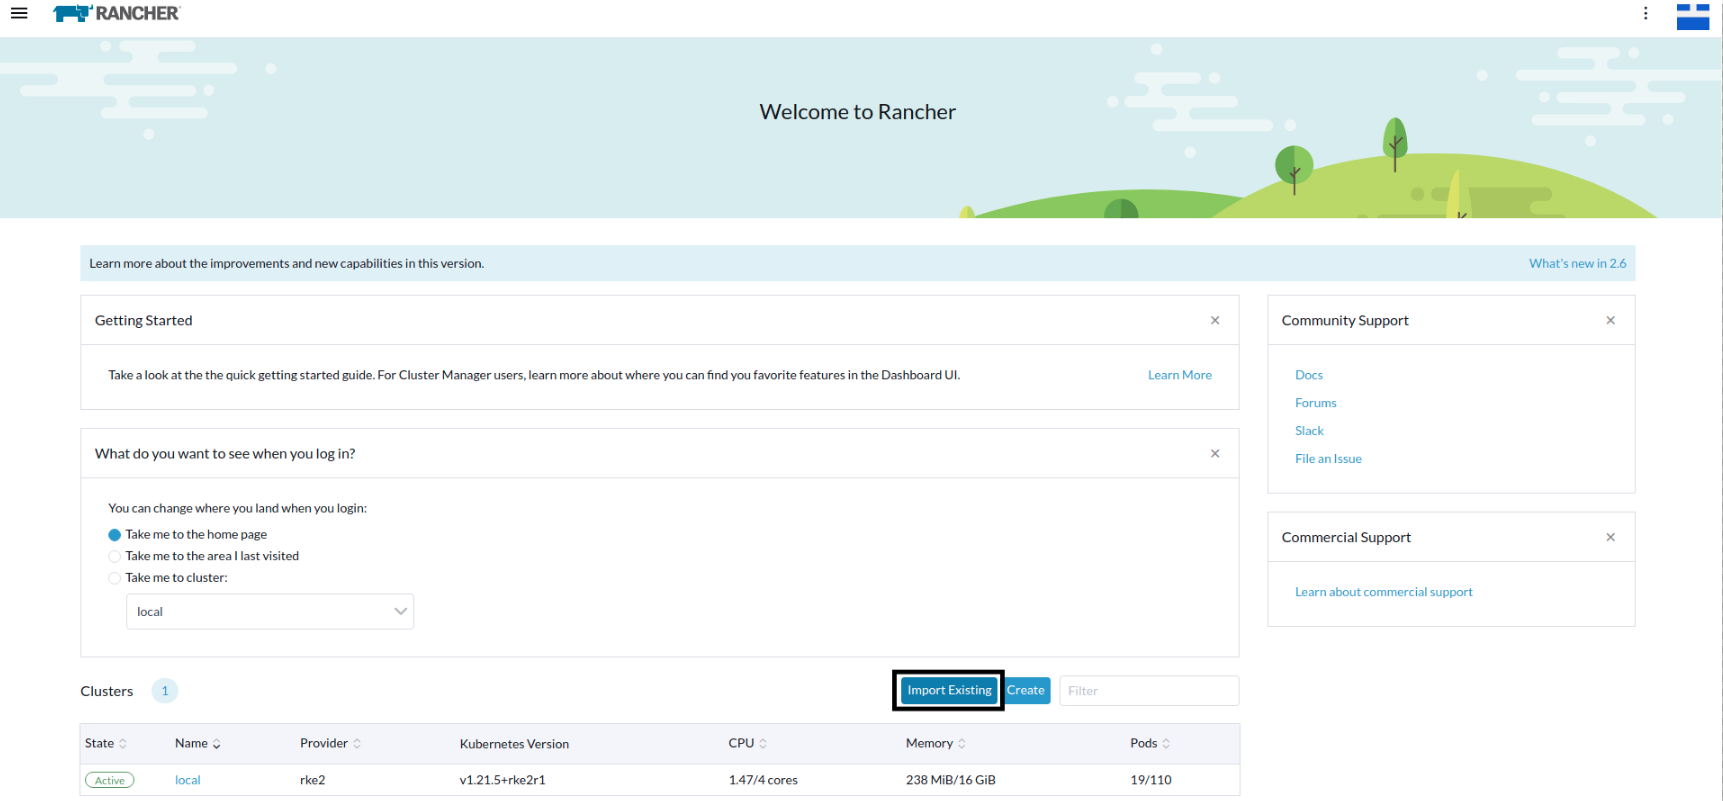 RANCHER
Welcome to Rancher
Learn more about the improvements and new capabilities in this version.
What's new in 2.6
Getting Started
Take a look at the the quick getting started guide. For Cluster Manager users, learn more about where you can find you favorite features in the Dashboard UI.
Learn More
Community Support
Docs
Forums
Slack
File an Issue
What do you want to see when you log in?
You can change where you land when you login:
Take me to the home page
Take me to the area I last visited
Take me to cluster:
local
Commercial Support
Learn about commercial support
Clusters 1
Import Existing Create Filter
State Name Provider Kubernetes Version CPU Memory Pods
Active local rke2 v1.21.5+rke2r1 1.47/4 cores 238 MiB/16 GiB 19/110